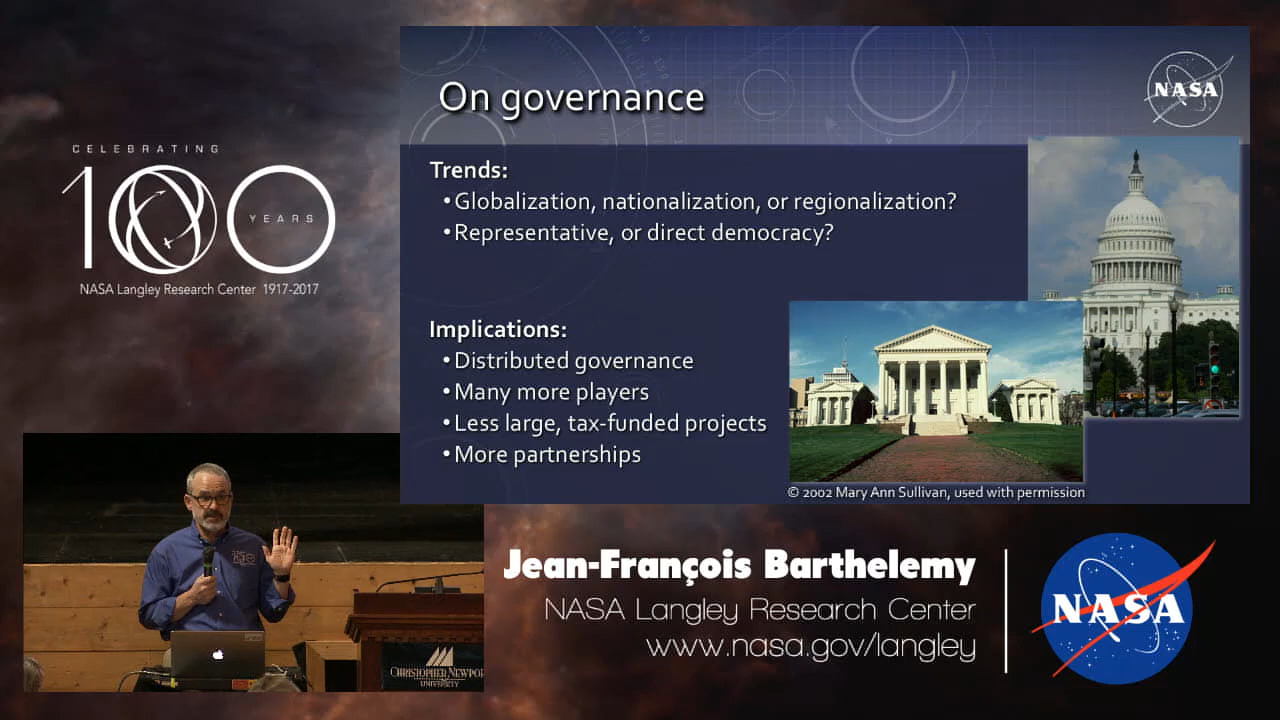 CELEBRATING
100
YEARS
NASA Langley Research Center 1917-2017
On governance
NASA
Trends:
•Globalization, nationalization, or regionalization?
•Representative, or direct democracy?
Implications:
•Distributed governance
•Many more players
•Less large, tax-funded projects
•More partnerships
© 2002 Mary Ann Sullivan, used with permission
Jean-François Barthelemy
NASA Langley Research Center
www.nasa.gov/langley
NASA
CHRISTOPHER NEWPOR
UNIVERSITY